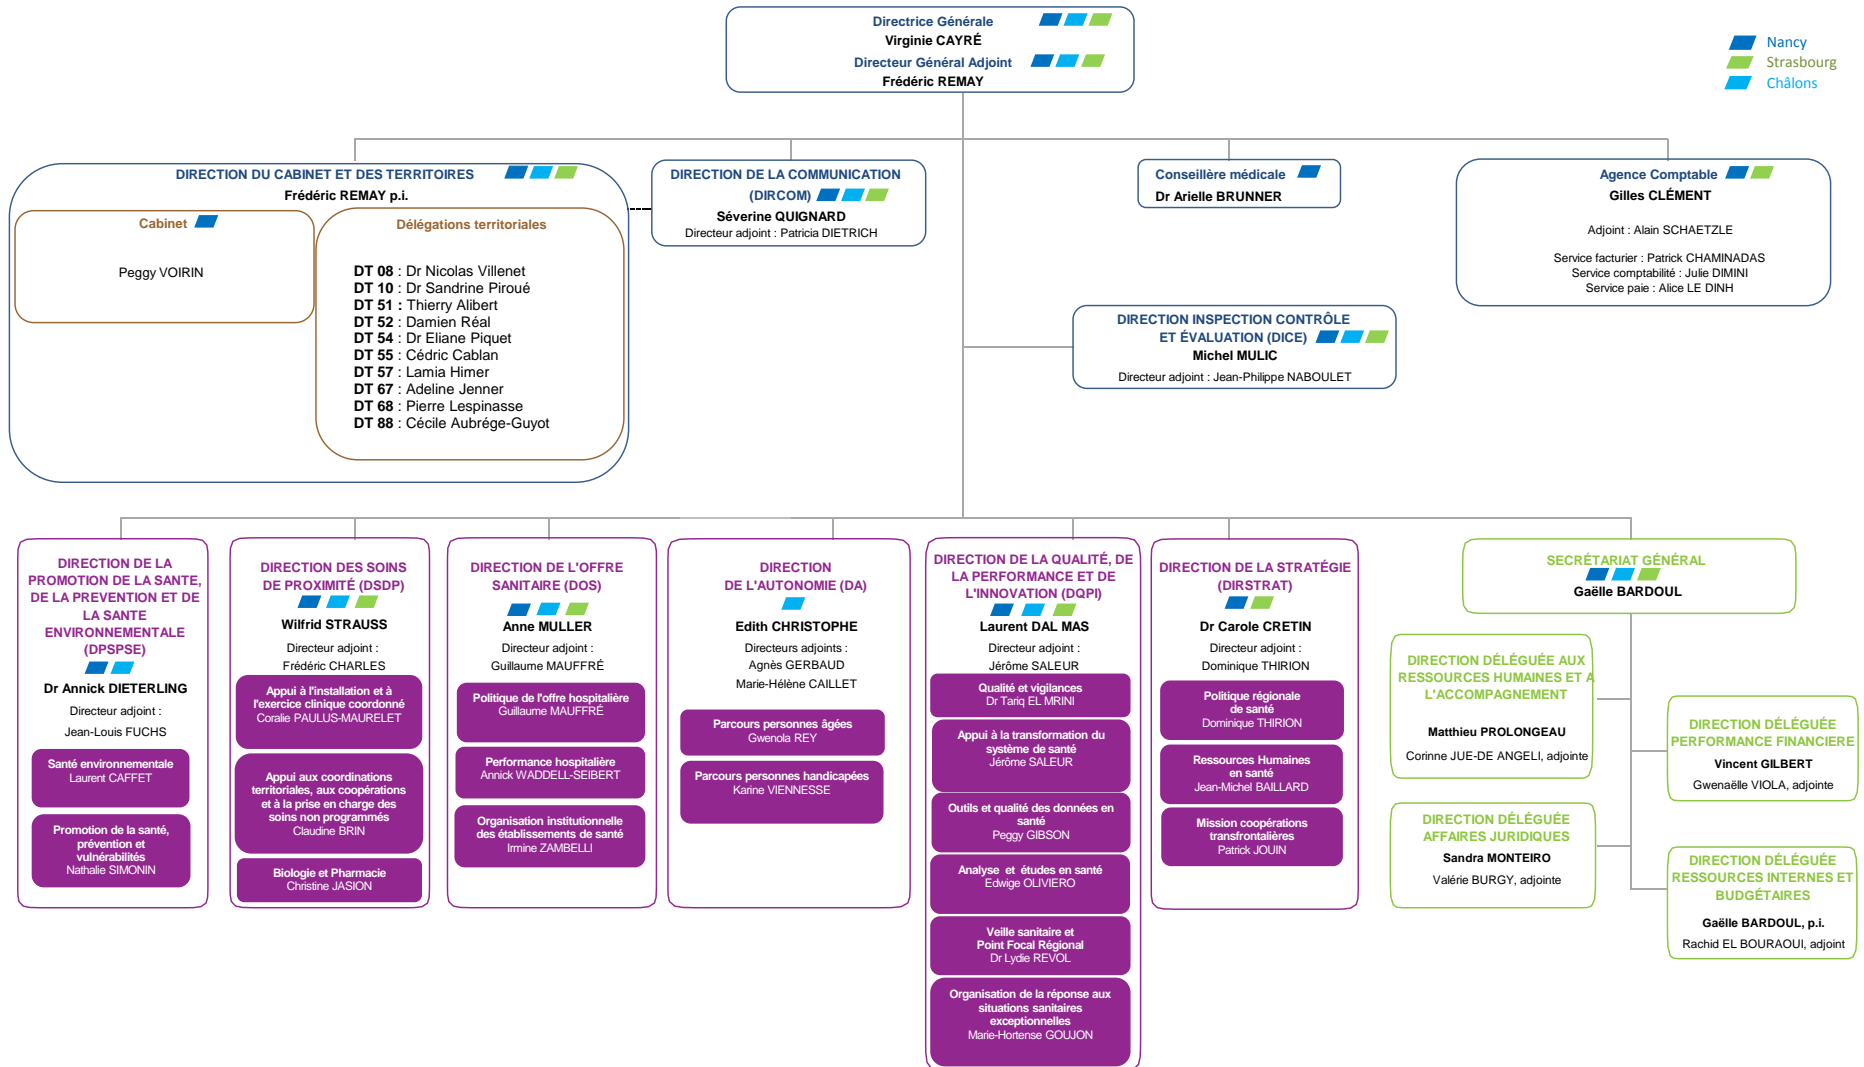 Directrice Générale
Virginie CAYRÉ
Directeur Général Adjoint
Frédéric REMAY
Nancy
Strasbourg
Châlons
DIRECTION DU CABINET ET DES TERRITOIRES
Frédéric REMAY p.i.
Cabinet
Peggy VOIRIN
Délégations territoriales
DT 08 : Dr Nicolas Villenet
DT 10 : Dr Sandrine Piroué
DT 51 : Thierry Alibert
DT 52 : Damien Réal
DT 54 : Dr Eliane Piquet
DT 55 : Cédric Cablan
DT 57 : Lamia Himer
DT 67 : Adeline Jenner
DT 68 : Pierre Lespinasse
DT 88 : Cécile Aubrége-Guyot
DIRECTION DE LA COMMUNICATION
(DIRCOM)
Séverine QUIGNARD
Directeur adjoint : Patricia DIETRICH
Conseillère médicale
Dr Arielle BRUNNER
Agence Comptable
Gilles CLÉMENT
Adjoint : Alain SCHAETZLE
Service facturier : Patrick CHAMINADAS
Service comptabilité : Julie DIMINI
Service paie : Alice LE DINH
DIRECTION INSPECTION CONTRÔLE
ET ÉVALUATION (DICE)
Michel MULIC
Directeur adjoint : Jean-Philippe NABOULET
DIRECTION DE LA
PROMOTION DE LA SANTE,
DE LA PREVENTION ET DE
LA SANTE
ENVIRONNEMENTALE
(DPSPSE)
Dr Annick DIETERLING
Directeur adjoint :
Jean-Louis FUCHS
Santé environnementale
Laurent CAFFET
Promotion de la santé,
prévention et
vulnérabilités
Nathalie SIMONIN
DIRECTION DES SOINS
DE PROXIMITÉ (DSDP)
Wilfrid STRAUSS
Directeur adjoint :
Frédéric CHARLES
Appui à l'installation et à
l'exercice clinique coordonné
Coralie PAULUS-MAURELET
Appui aux coordinations
territoriales, aux coopérations
et à la prise en charge des
soins non programmés
Claudine BRIN
Biologie et Pharmacie
Christine JASION
DIRECTION DE L'OFFRE
SANITAIRE (DOS)
Anne MULLER
Directeur adjoint :
Guillaume MAUFFRÉ
Politique de l'offre hospitalière
Guillaume MAUFFRÉ
Performance hospitalière
Annick WADDELL-SEIBERT
Organisation institutionnelle
des établissements de santé
Irmine ZAMBELLI
DIRECTION
DE L'AUTONOMIE (DA)
Edith CHRISTOPHE
Directeurs adjoints :
Agnès GERBAUD
Marie-Hélène CAILLET
Parcours personnes âgées
Gwenola REY
Parcours personnes handicapées
Karine VIENNESSE
DIRECTION DE LA QUALITÉ, DE
LA PERFORMANCE ET DE
L'INNOVATION (DQPI)
Laurent DAL MAS
Directeur adjoint :
Jérôme SALEUR
Qualité et vigilances
Dr Tariq EL MRINI
Appui à la transformation du
système de santé
Jérôme SALEUR
Outils et qualité des données en
santé
Peggy GIBSON
Analyse et études en santé
Edwige OLIVIERO
Veille sanitaire et
Point Focal Régional
Dr Lydie REVOL
Organisation de la réponse aux
situations sanitaires
exceptionnelles
Marie-Hortense GOUJON
DIRECTION DE LA STRATÉGIE
(DIRSTRAT)
Dr Carole CRETIN
Directeur adjoint :
Dominique THIRION
Politique régionale
de santé
Dominique THIRION
Ressources Humaines
en santé
Jean-Michel BAILLARD
Mission coopérations
transfrontalières
Patrick JOUIN
SECRÉTARIAT GÉNÉRAL
Gaëlle BARDOUL
DIRECTION DÉLÉGUÉE AUX
RESSOURCES HUMAINES ET A
L'ACCOMPAGNEMENT
Matthieu PROLONGEAU
Corinne JUE-DE ANGELI, adjointe
DIRECTION DÉLÉGUÉE
PERFORMANCE FINANCIERE
Vincent GILBERT
Gwenaëlle VIOLA, adjointe
DIRECTION DÉLÉGUÉE
AFFAIRES JURIDIQUES
Sandra MONTEIRO
Valérie BURGY, adjointe
DIRECTION DÉLÉGUÉE
RESSOURCES INTERNES ET
BUDGÉTAIRES
Gaëlle BARDOUL, p.i.
Rachid EL BOURAOUI, adjoint